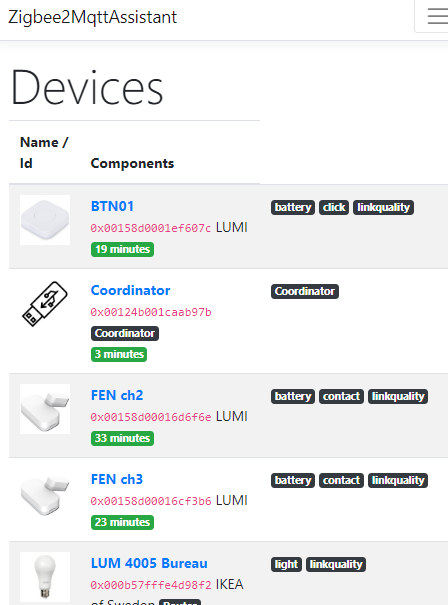 Zigbee2MqttAssistant
Devices
Name / Id Components
BTN01 battery click linkquality
0x00158d0001ef607c LUMI
19 minutes
Coordinator Coordinator
0x00124b001caab97b
Coordinator
3 minutes
FEN ch2 battery contact linkquality
0x00158d00016d6f6e LUMI
33 minutes
FEN ch3 battery contact linkquality
0x00158d00016cf3b6 LUMI
23 minutes
LUM 4005 Bureau light linkquality
0x000b57fffe4d98f2 IKEA
of Sweden Router